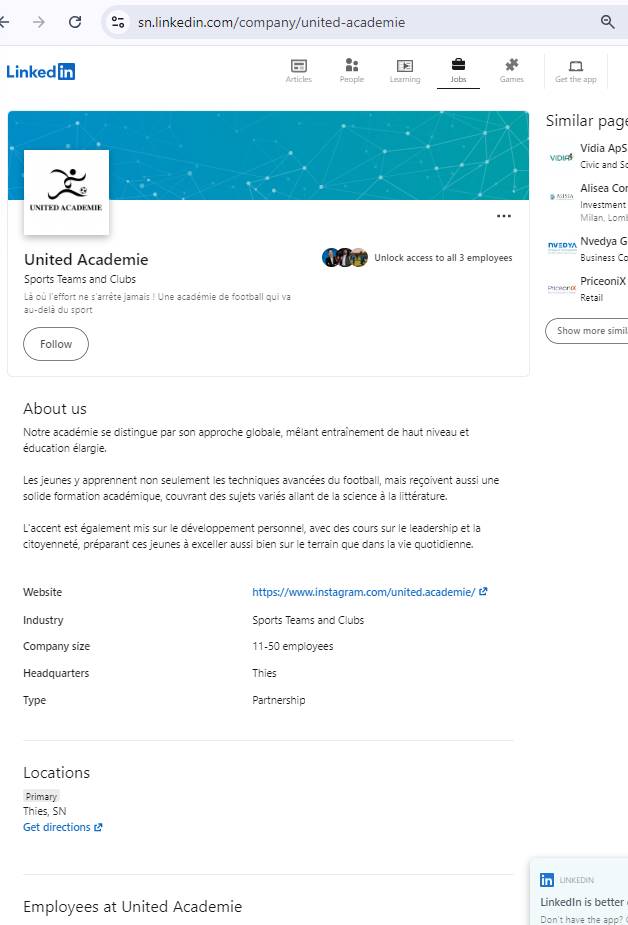 sn.linkedin.com/company/united-academie
Linked in
Articles
People
Learning
Jobs
Games
Get the app
UNITED ACADEMIE
United Academie
Sports Teams and Clubs
Là où l'effort ne s'arrête jamais ! Une académie de football qui va
au-delà du sport
Unlock access to all 3 employees
Follow
Similar page
VIDIA
Vidia ApS
Civic and So
ALISEA
Alisea Con
Investment
Milan, Lomb
NVEDYA
Nvedya G
Business Co
PriceoniX
PriceoniX
Retail
Show more simil
About us
Notre académie se distingue par son approche globale, mêlant entraînement de haut niveau et
éducation élargie.
Les jeunes y apprennent non seulement les techniques avancées du football, mais reçoivent aussi une
solide formation académique, couvrant des sujets variés allant de la science à la littérature.
L'accent est également mis sur le développement personnel, avec des cours sur le leadership et la
citoyenneté, préparant ces jeunes à exceller aussi bien sur le terrain que dans la vie quotidienne.
Website https://www.instagram.com/united.academie/
Industry Sports Teams and Clubs
Company size 11-50 employees
Headquarters Thies
Type Partnership
Locations
Primary
Thies, SN
Get directions
Employees at United Academie
in LINKEDIN
LinkedIn is better
Don't have the app?